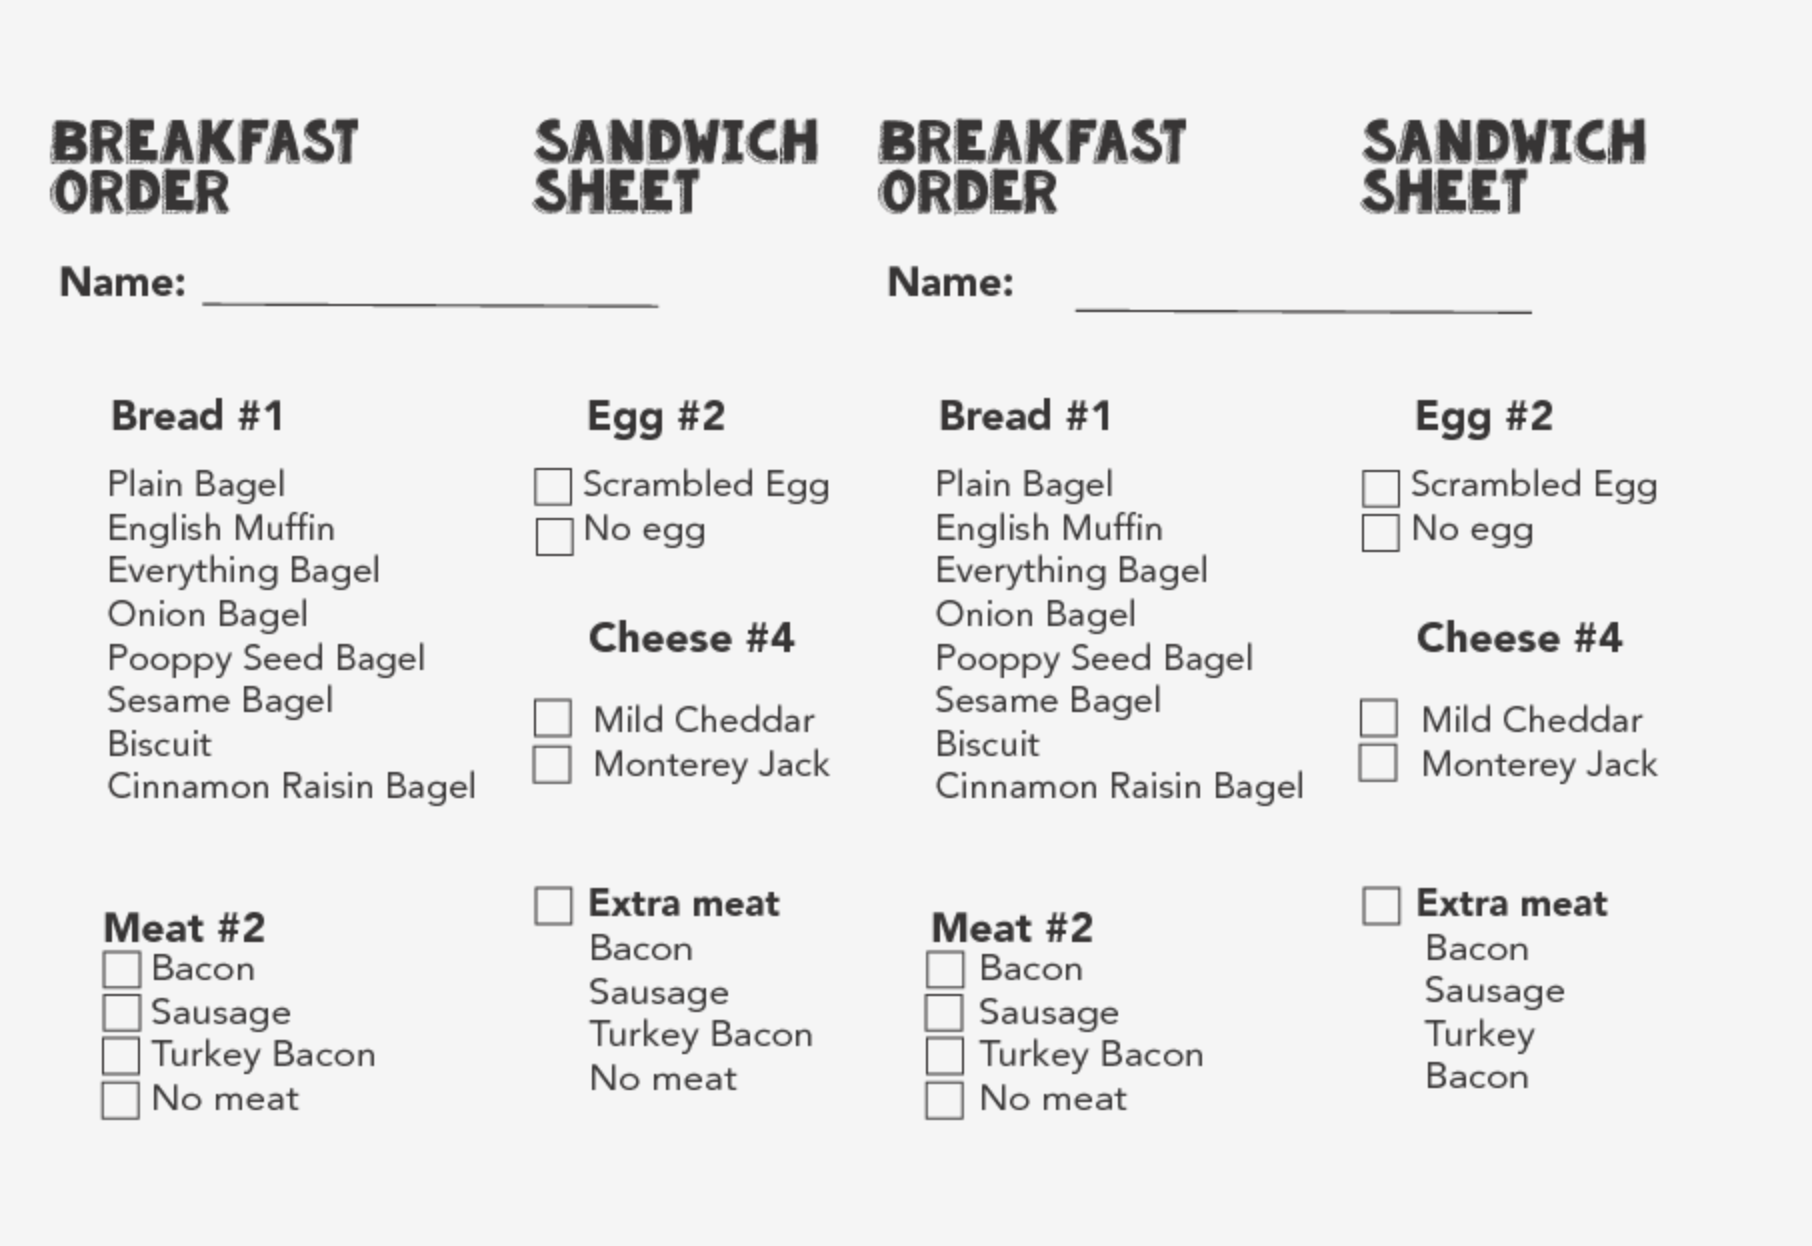 BREAKFAST
ORDER
SANDWICH
SHEET
Name:
Bread #1
Plain Bagel
English Muffin
Everything Bagel
Onion Bagel
Pooppy Seed Bagel
Sesame Bagel
Biscuit
Cinnamon Raisin Bagel
Egg #2
Scrambled Egg
No egg
Cheese #4
Mild Cheddar
Monterey Jack
Meat #2
Bacon
Sausage
Turkey Bacon
No meat
Extra meat
Bacon
Sausage
Turkey Bacon
No meat
BREAKFAST
ORDER
SANDWICH
SHEET
Name:
Bread #1
Plain Bagel
English Muffin
Everything Bagel
Onion Bagel
Pooppy Seed Bagel
Sesame Bagel
Biscuit
Cinnamon Raisin Bagel
Egg #2
Scrambled Egg
No egg
Cheese #4
Mild Cheddar
Monterey Jack
Meat #2
Bacon
Sausage
Turkey Bacon
No meat
Extra meat
Bacon
Sausage
Turkey
Bacon